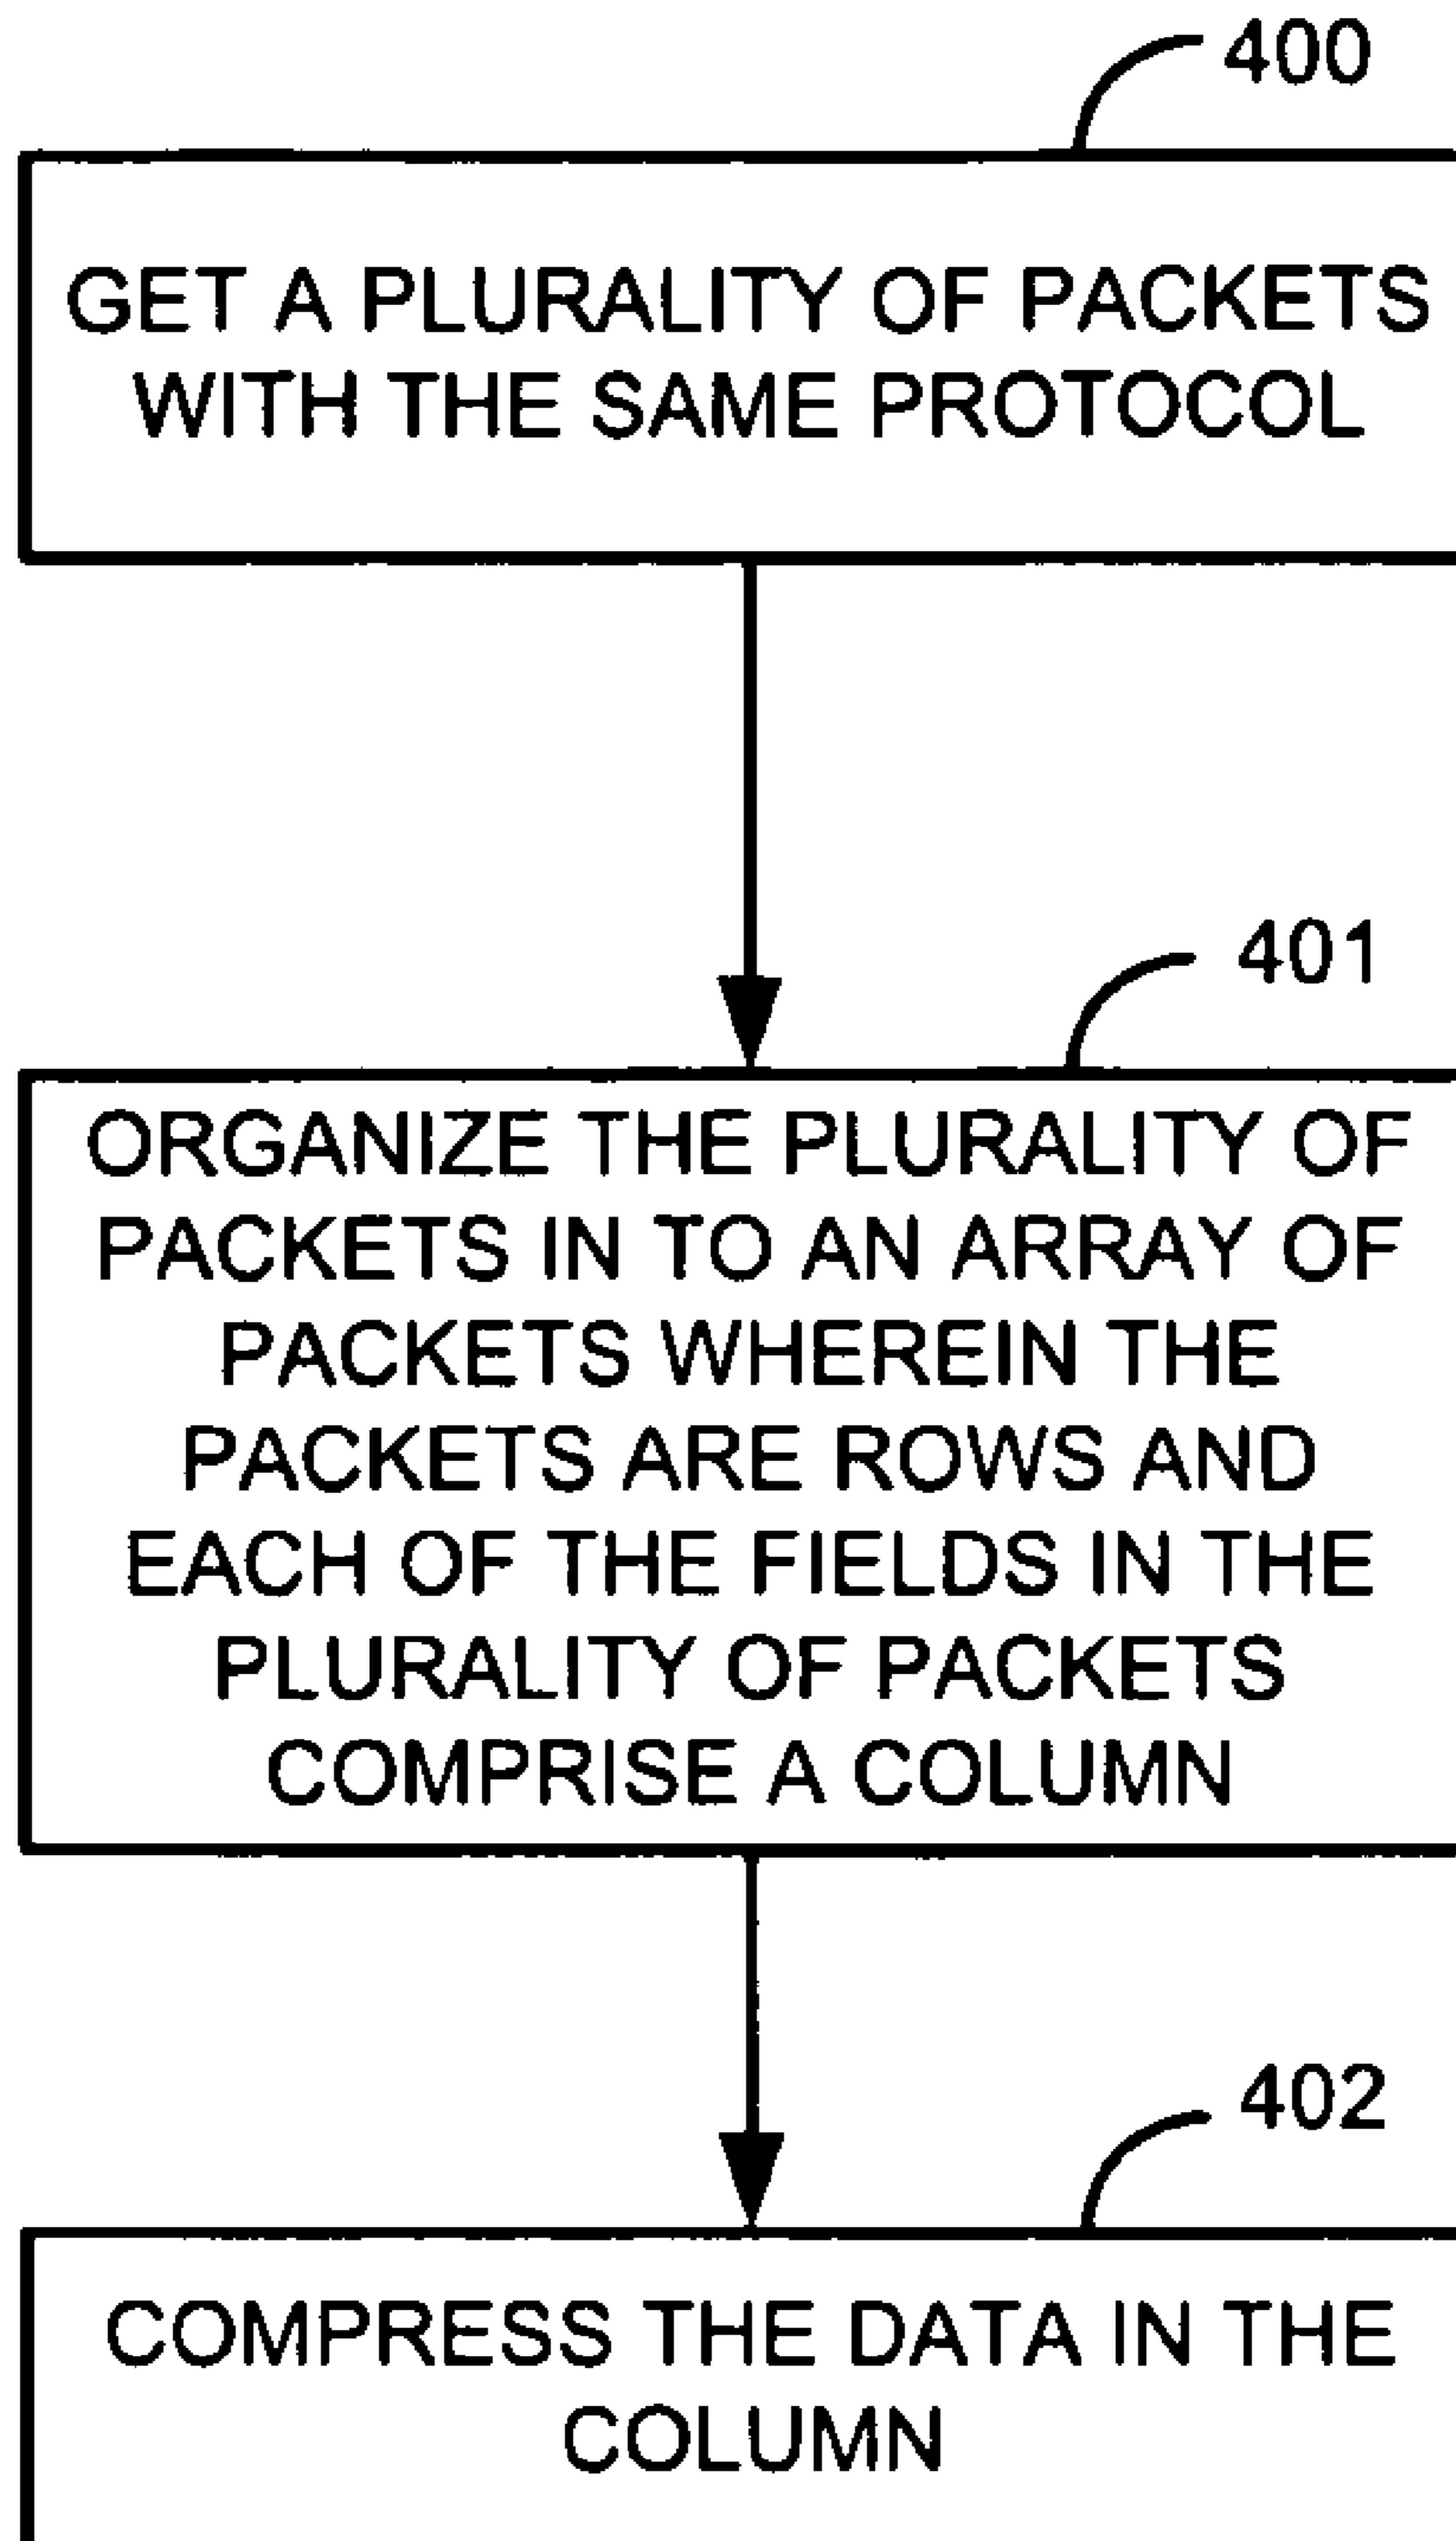 400
GET A PLURALITY OF PACKETS
WITH THE SAME PROTOCOL
401
ORGANIZE THE PLURALITY OF
PACKETS IN TO AN ARRAY OF
PACKETS WHEREIN THE
PACKETS ARE ROWS AND
EACH OF THE FIELDS IN THE
PLURALITY OF PACKETS
COMPRISE A COLUMN
402
COMPRESS THE DATA IN THE
COLUMN